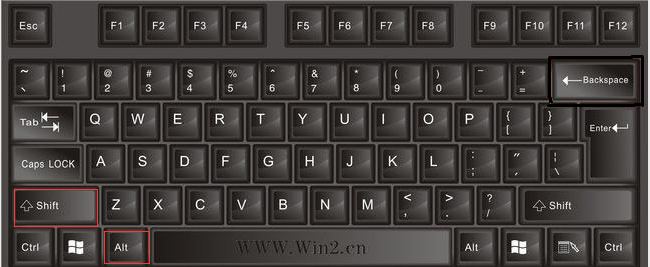 Esc F1 F2 F3 F4 F5 F6 F7 F8 F9 F10 F11 F12
~ ! @ # $ % ^ & * ( ) _ +
` 1 2 3 4 5 6 7 8 9 0 - = Backspace
Tab Q W E R T Y U I O P { [ } ] Enter
Caps LOCK A S D F G H J K L : ; " ' | \
Shift Z X C V B N M < , > . ? / Shift
Ctrl Alt WWW.Win2.cn Alt Ctrl